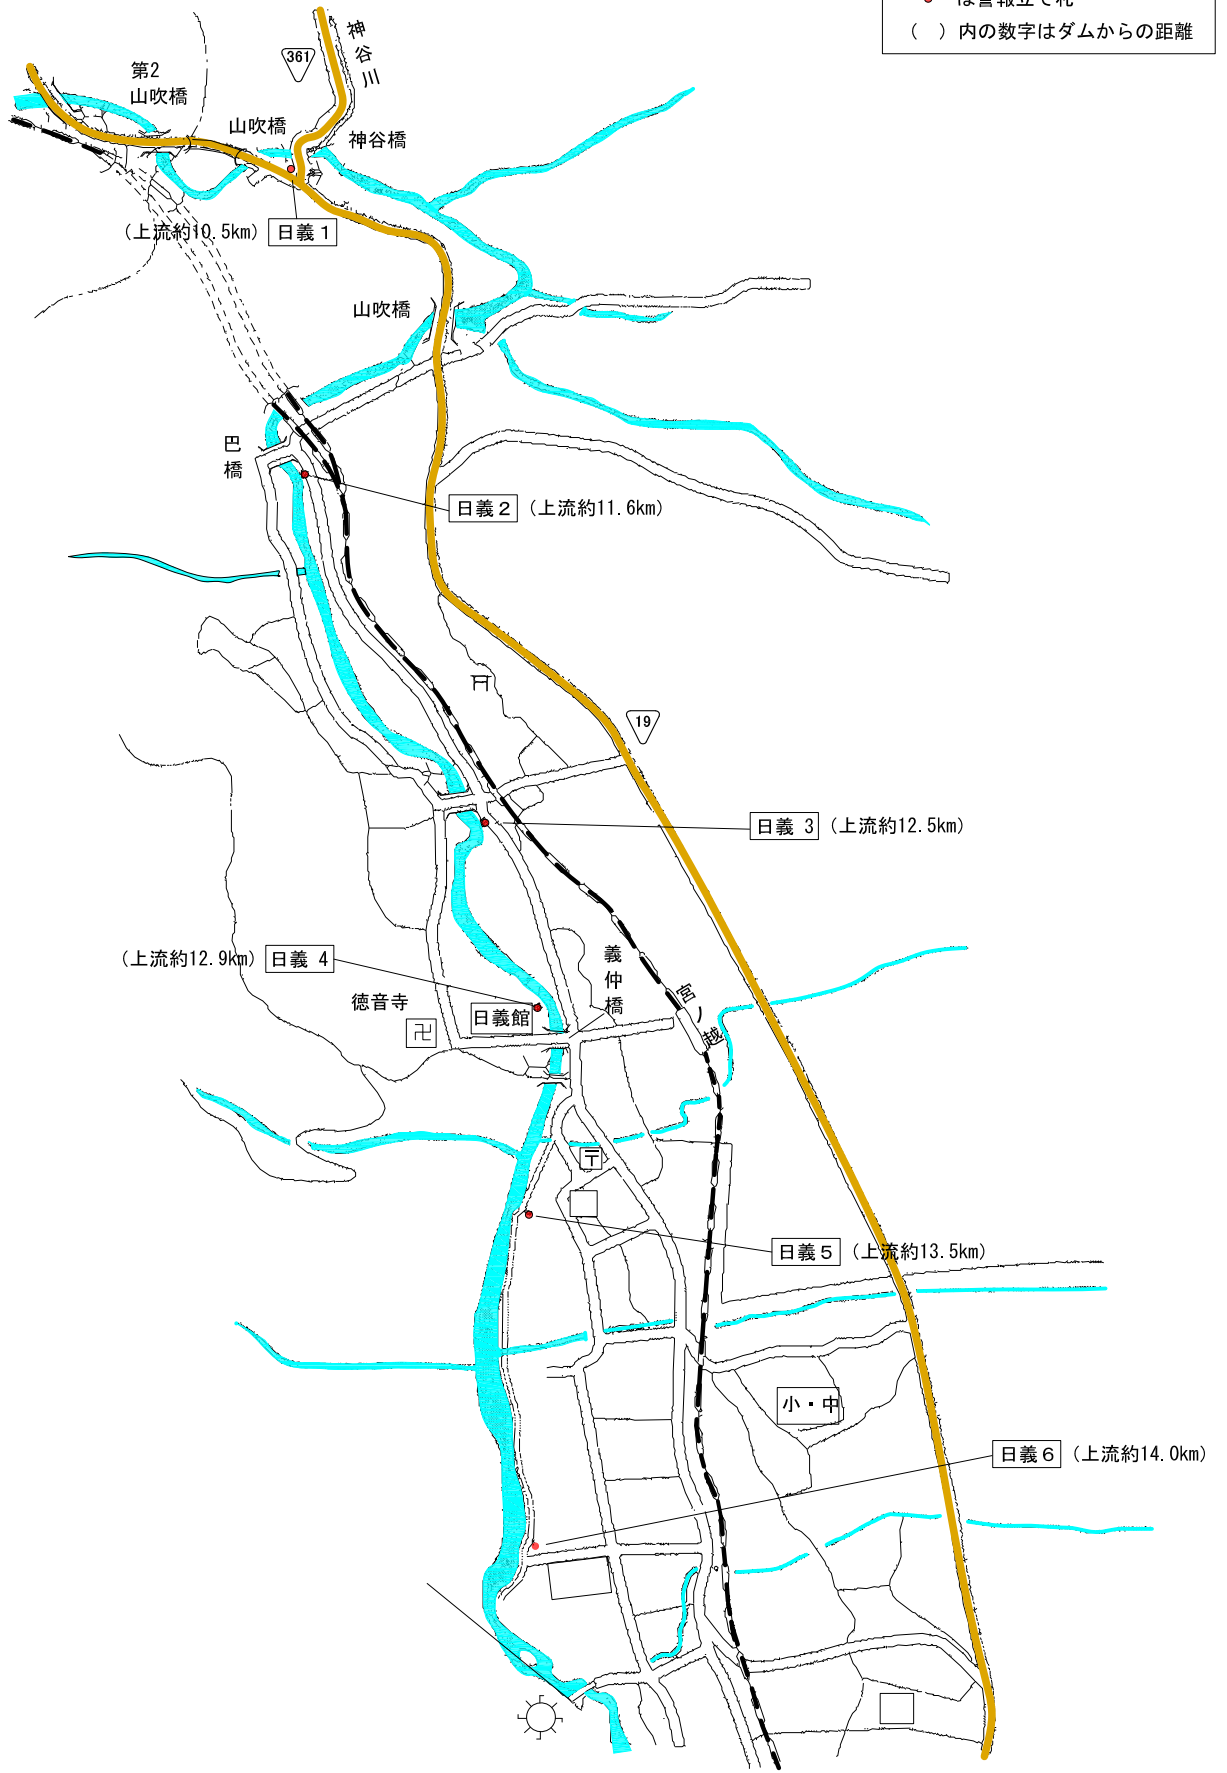 は警報立て札
( ) 内の数字はダムからの距離
神谷川
361
第2
山吹橋
山吹橋
神谷橋
(上流約10.5km) 日義1
山吹橋
巴橋
日義2 (上流約11.6km)
19
日義 3 (上流約12.5km)
(上流約12.9km) 日義 4
義仲橋
徳音寺
卍
日義館
宮ノ越
〒
日義5 (上流約13.5km)
小・中
日義6 (上流約14.0km)